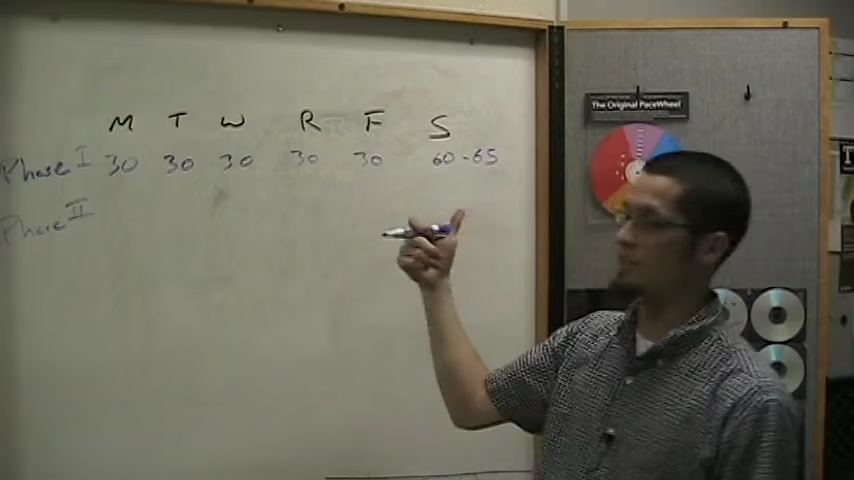 M T W R F S
Phase I 30 30 30 30 30 60-65
Phase II
The Original PaceWheel